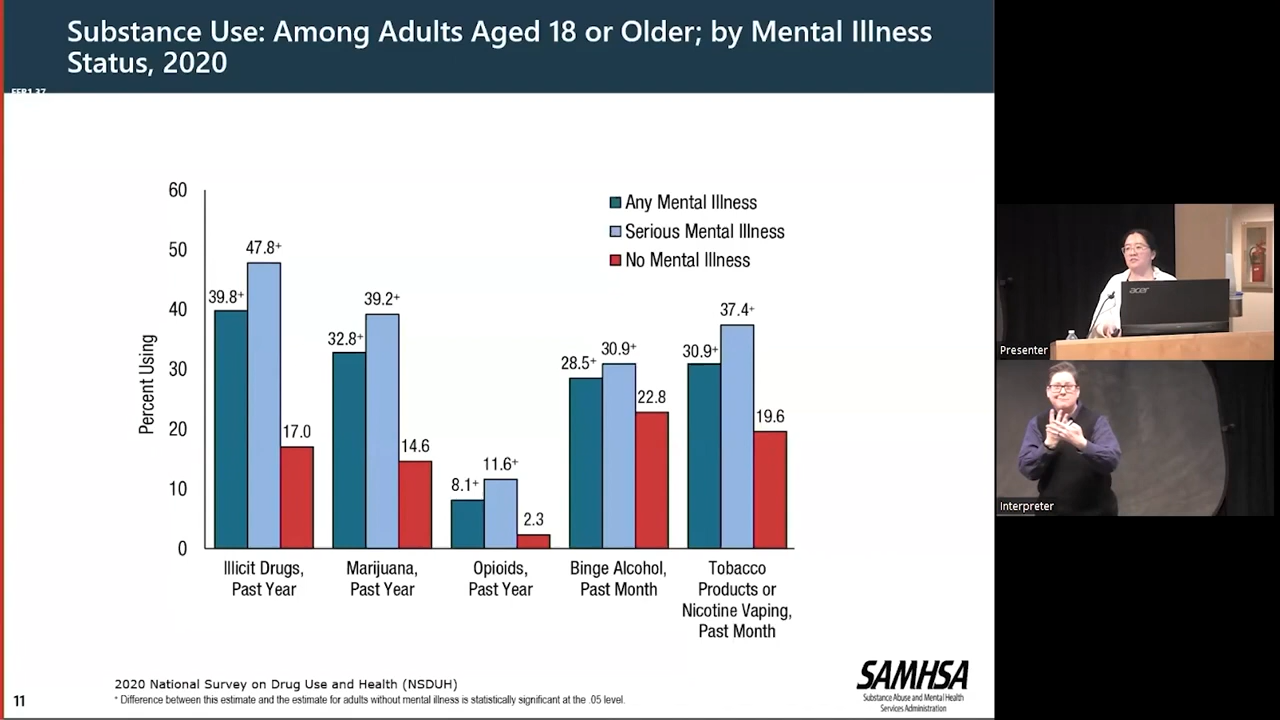 Substance Use: Among Adults Aged 18 or Older; by Mental Illness
Status, 2020
60
50
40
30
20
10
0
Percent Using
Any Mental Illness
Serious Mental Illness
No Mental Illness
39.8+
47.8+
17.0
32.8+
39.2+
14.6
8.1+
11.6+
2.3
28.5+
30.9+
22.8
30.9+
37.4+
19.6
Illicit Drugs,
Past Year
Marijuana,
Past Year
Opioids,
Past Year
Binge Alcohol,
Past Month
Tobacco
Products or
Nicotine Vaping,
Past Month
2020 National Survey on Drug Use and Health (NSDUH)
+ Difference between this estimate and the estimate for adults without mental illness is statistically significant at the .05 level.
11
SAMHSA
Substance Abuse and Mental Health
Services Administration
acer
Presenter
Interpreter